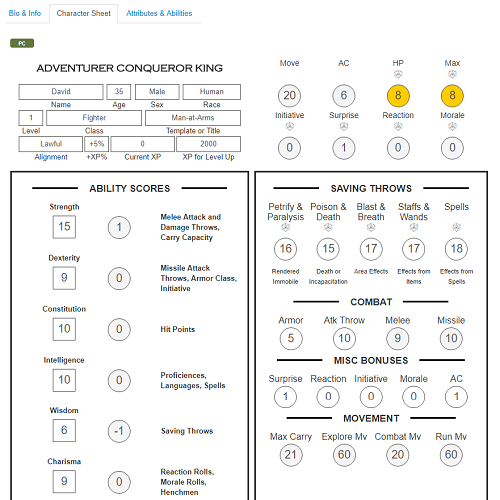 Bio & Info Character Sheet Attributes & Abilities
PC
ADVENTURER CONQUEROR KING
David 35 Male Human
Name Age Sex Race
1 Fighter Man-at-Arms
Level Class Template or Title
Lawful +5% 0 2000
Alignment +XP% Current XP XP for Level Up
Move AC HP Max
20 6 8 8
Initiative Surprise Reaction Morale
0 1 0 0
ABILITY SCORES
Strength
15 1 Melee Attack and
Damage Throws,
Carry Capacity
Dexterity
9 0 Missile Attack
Throws, Armor Class,
Initiative
Constitution
10 0 Hit Points
Intelligence
10 0 Proficiences,
Languages, Spells
Wisdom
6 -1 Saving Throws
Charisma
9 0 Reaction Rolls,
Morale Rolls,
Henchmen
SAVING THROWS
Petrify & Poison & Blast & Staffs & Spells
Paralysis Death Breath Wands
16 15 17 17 18
Rendered Death or Area Effects Effects from Effects from
Immobile Incapacitation Items Spells
COMBAT
Armor Atk Throw Melee Missile
5 10 9 10
MISC BONUSES
Surprise Reaction Initiative Morale AC
1 0 0 0 1
MOVEMENT
Max Carry Explore Mv Combat Mv Run Mv
21 60 20 60